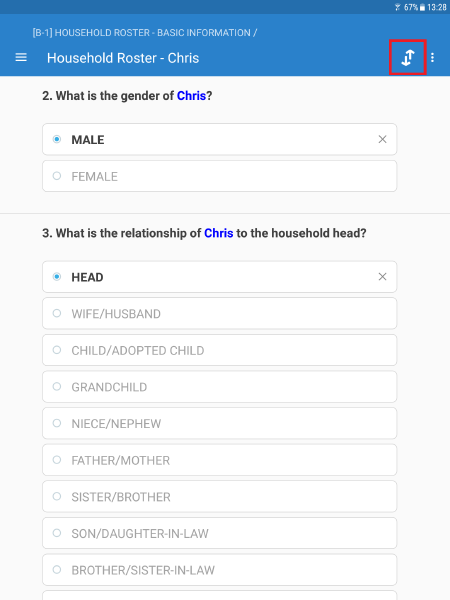 67% 13:28
[B-1] HOUSEHOLD ROSTER - BASIC INFORMATION /
Household Roster - Chris
2. What is the gender of Chris?
MALE
FEMALE
3. What is the relationship of Chris to the household head?
HEAD
WIFE/HUSBAND
CHILD/ADOPTED CHILD
GRANDCHILD
NIECE/NEPHEW
FATHER/MOTHER
SISTER/BROTHER
SON/DAUGHTER-IN-LAW
BROTHER/SISTER-IN-LAW